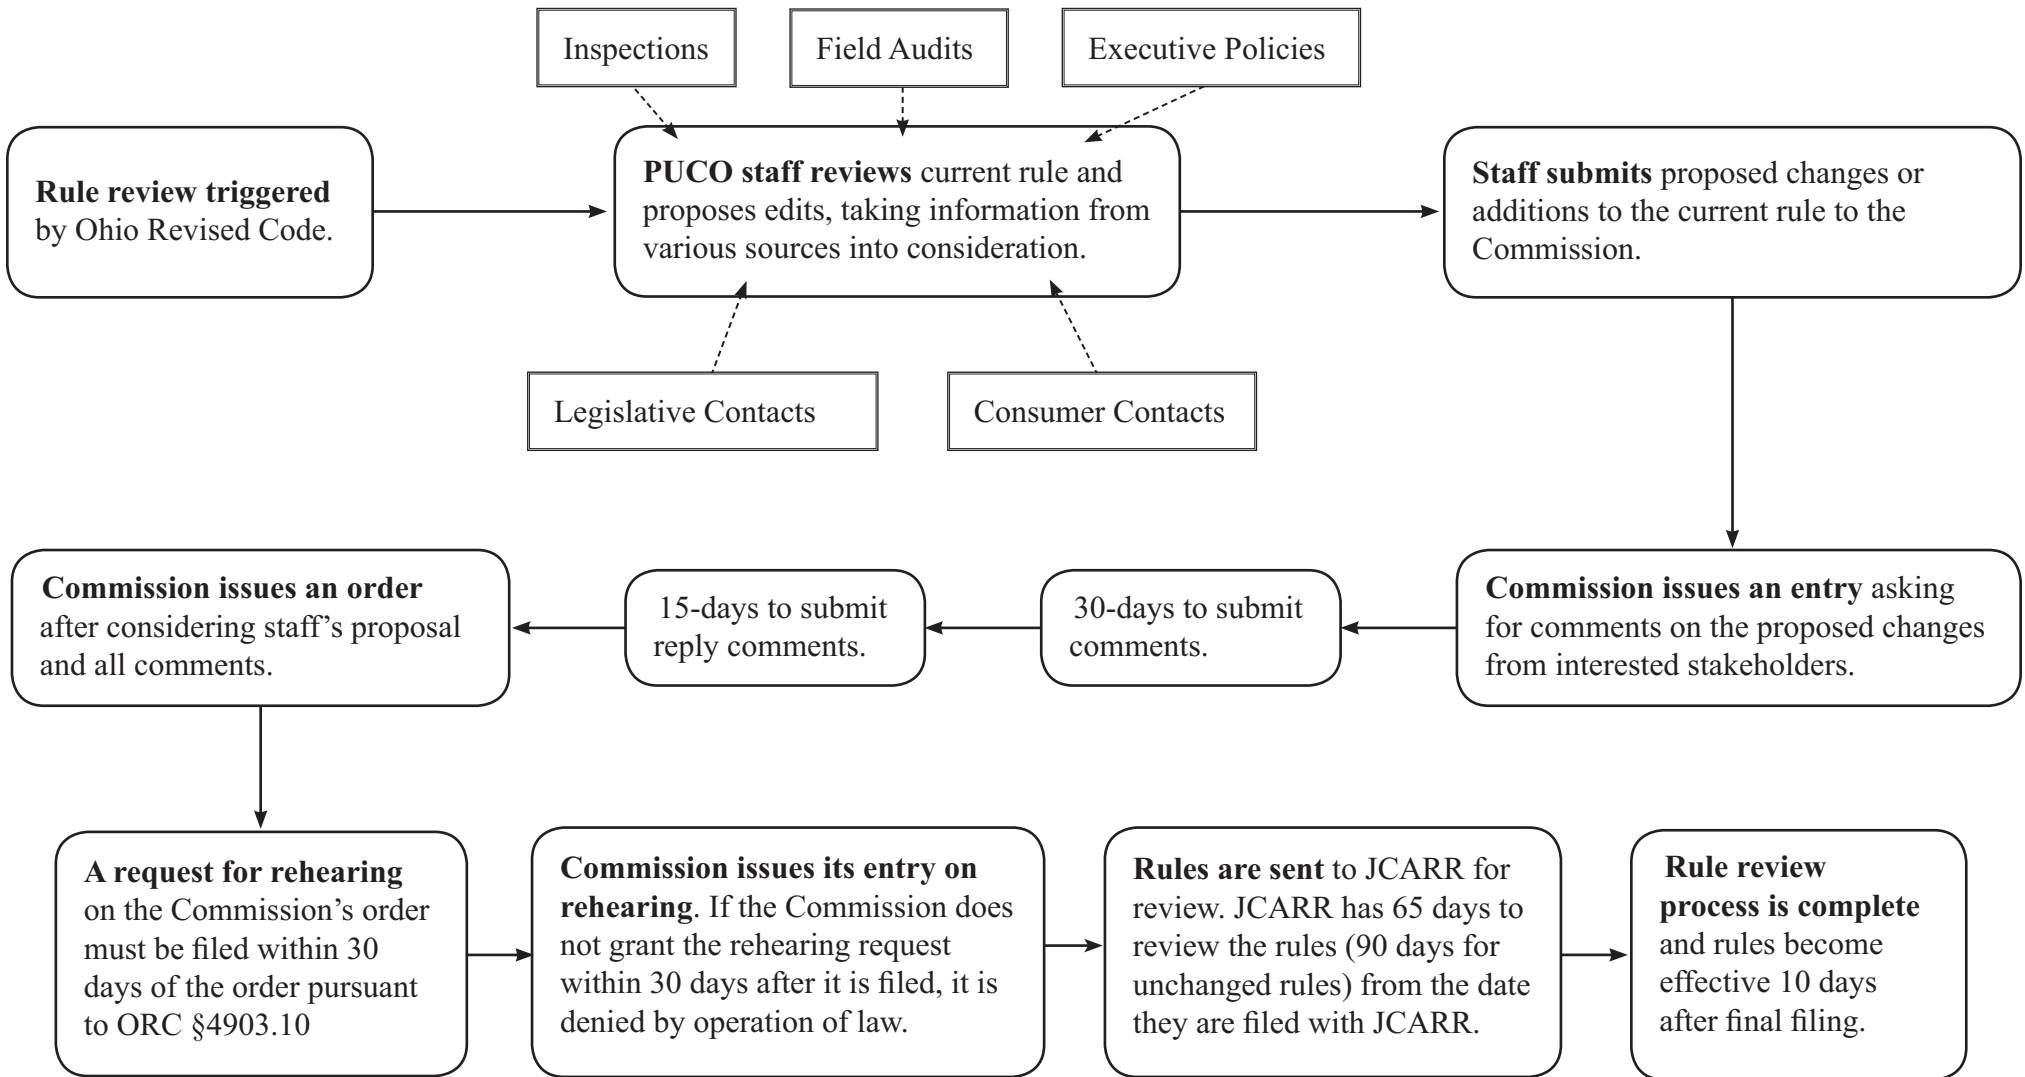 Inspections
Field Audits
Executive Policies
Rule review triggered
by Ohio Revised Code.
PUCO staff reviews current rule and
proposes edits, taking information from
various sources into consideration.
Staff submits proposed changes or
additions to the current rule to the
Commission.
Legislative Contacts
Consumer Contacts
Commission issues an entry asking
for comments on the proposed changes
from interested stakeholders.
30-days to submit
comments.
15-days to submit
reply comments.
Commission issues an order
after considering staff’s proposal
and all comments.
A request for rehearing
on the Commission’s order
must be filed within 30
days of the order pursuant
to ORC §4903.10
Commission issues its entry on
rehearing. If the Commission does
not grant the rehearing request
within 30 days after it is filed, it is
denied by operation of law.
Rules are sent to JCARR for
review. JCARR has 65 days to
review the rules (90 days for
unchanged rules) from the date
they are filed with JCARR.
Rule review
process is complete
and rules become
effective 10 days
after final filing.